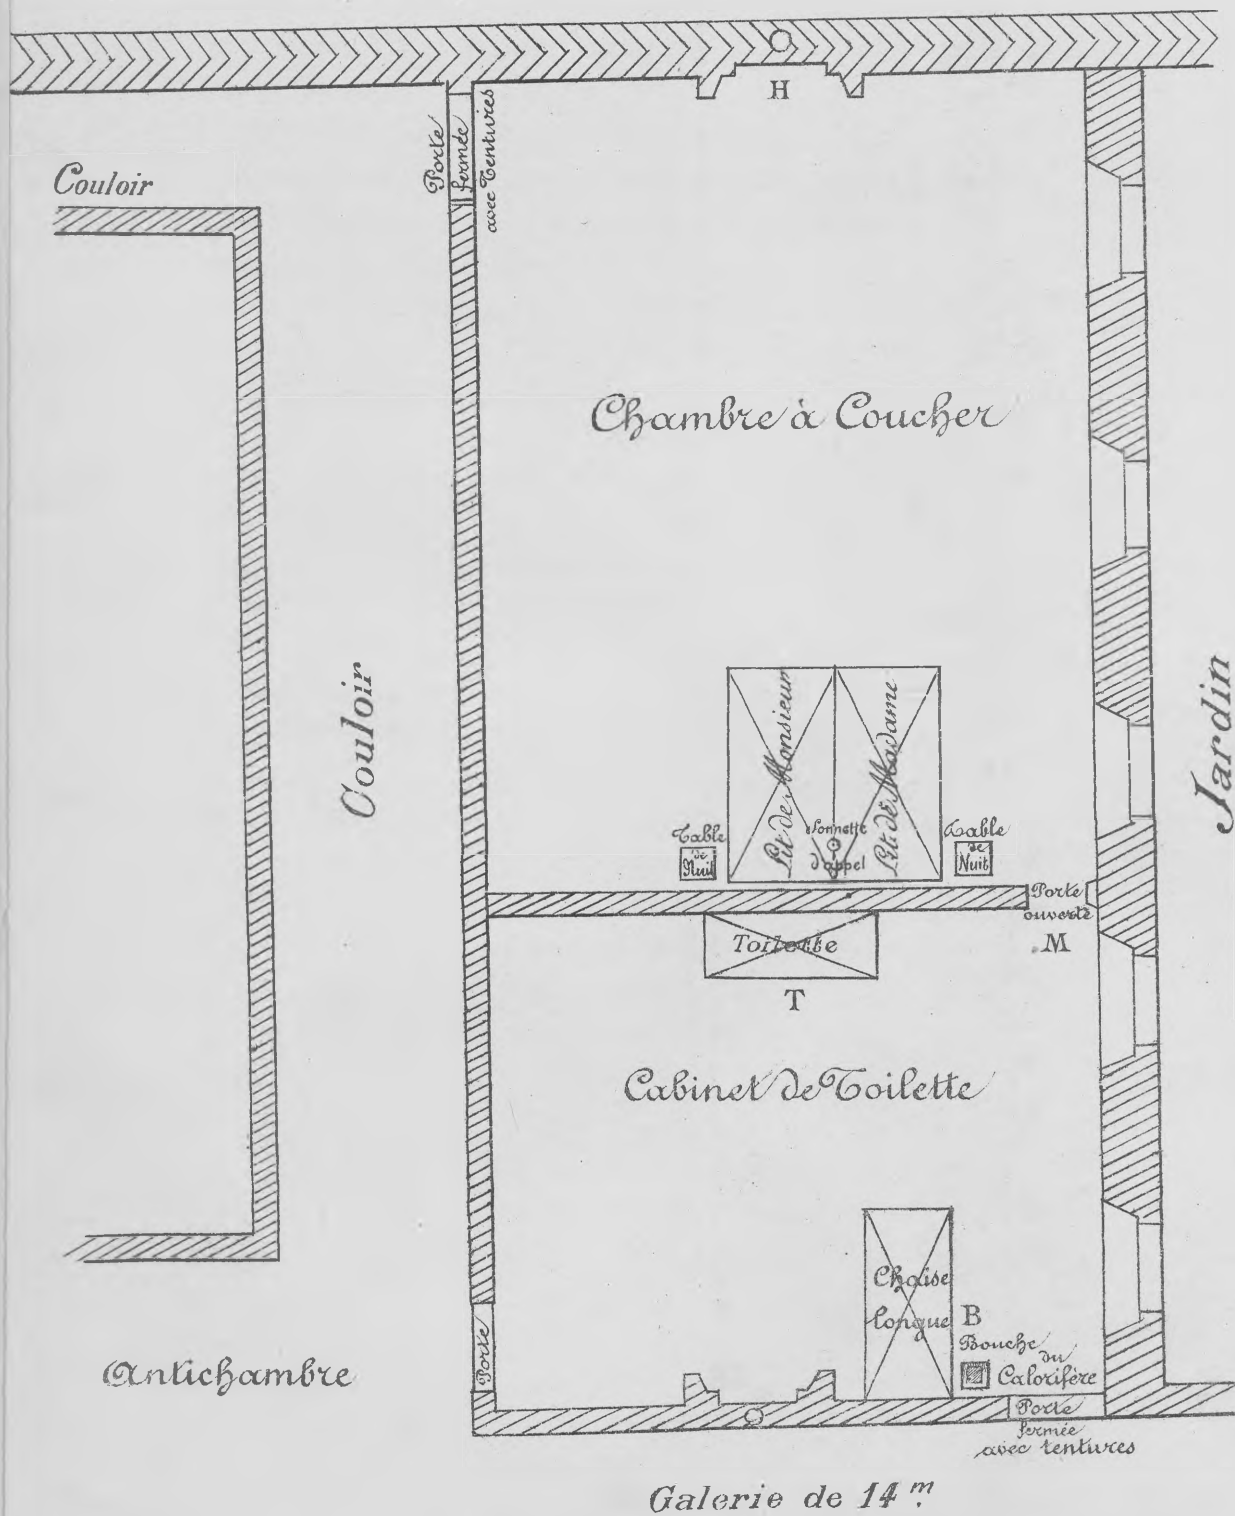 H
Porte
fermée
avec Tentures
Couloir
Chambre à Coucher
Couloir
Jardin
Lit de Monsieur
Lit de Madame
Sonnette
d'appel
Table
de
Nuit
Table
de
Nuit
Porte
ouverte
M
Toilette
T
Cabinet de Toilette
Chaise
longue
B
Bouche
du
Calorifère
Porte
Antichambre
Porte
fermée
avec tentures
Galerie de 14 m.